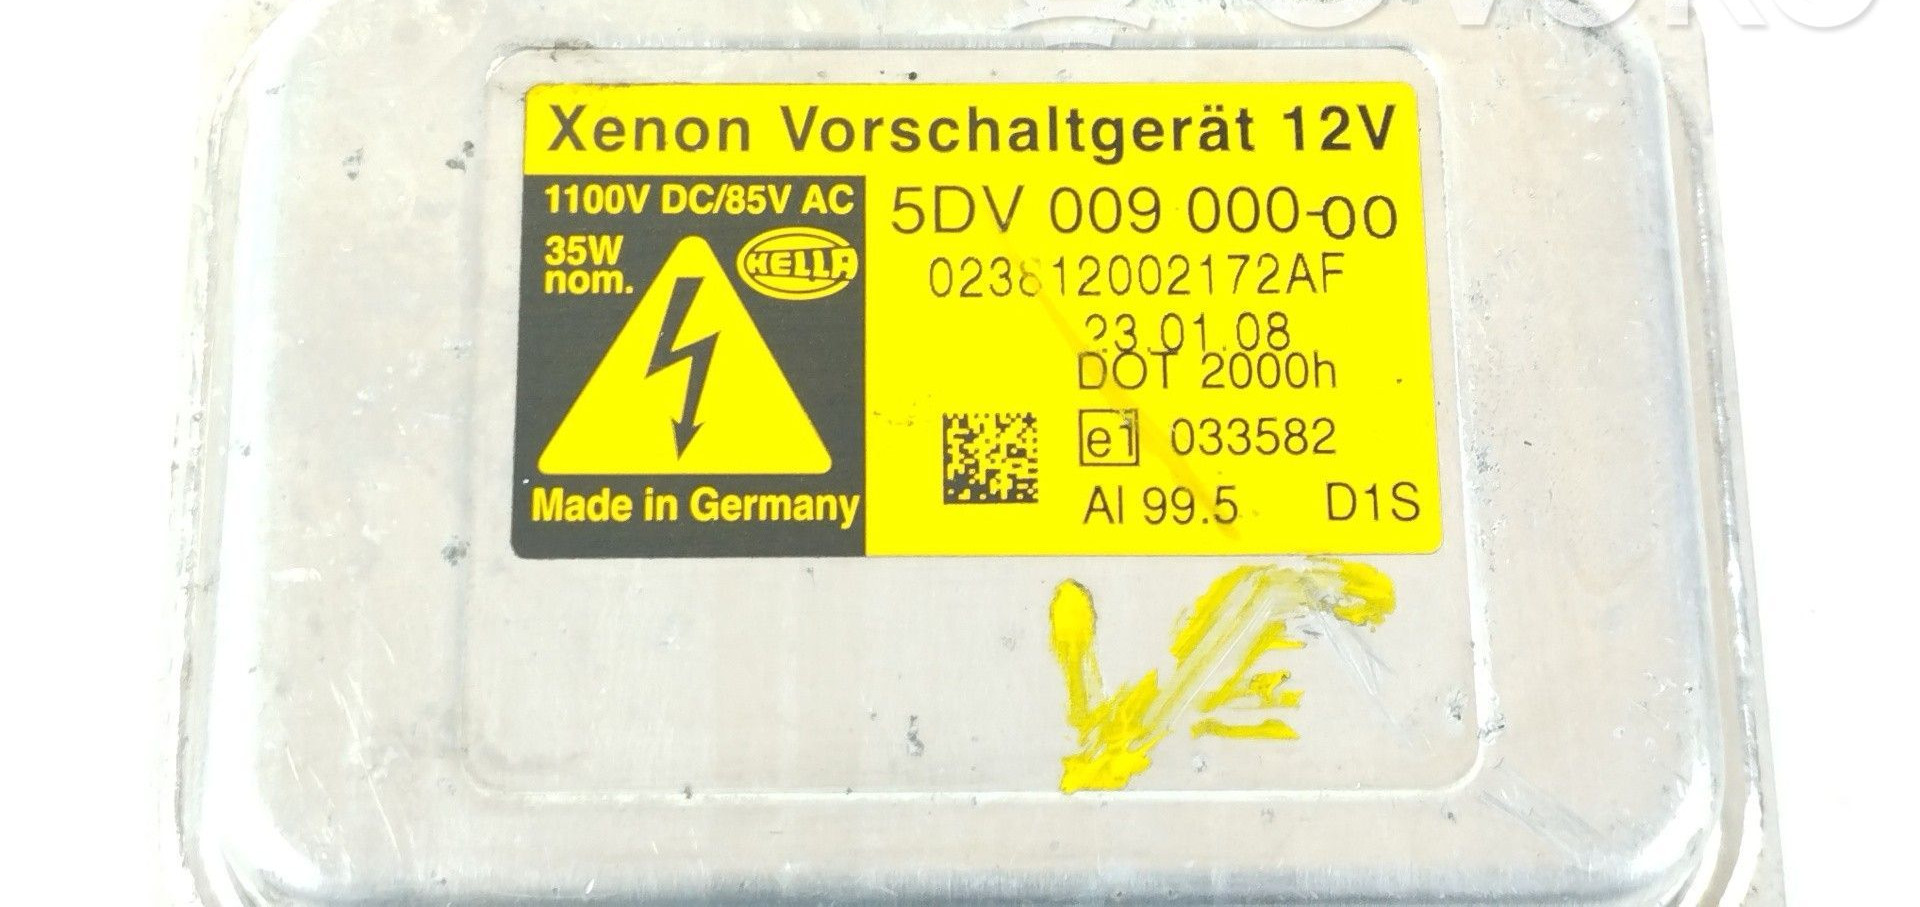 Xenon Vorschaltgerät 12V
1100V DC/85V AC
35W
nom.
HELLA
Made in Germany
5DV 009 000-00
023812002172AF
23.01.08
DOT 2000h
e1 033582
Al 99.5 D1S